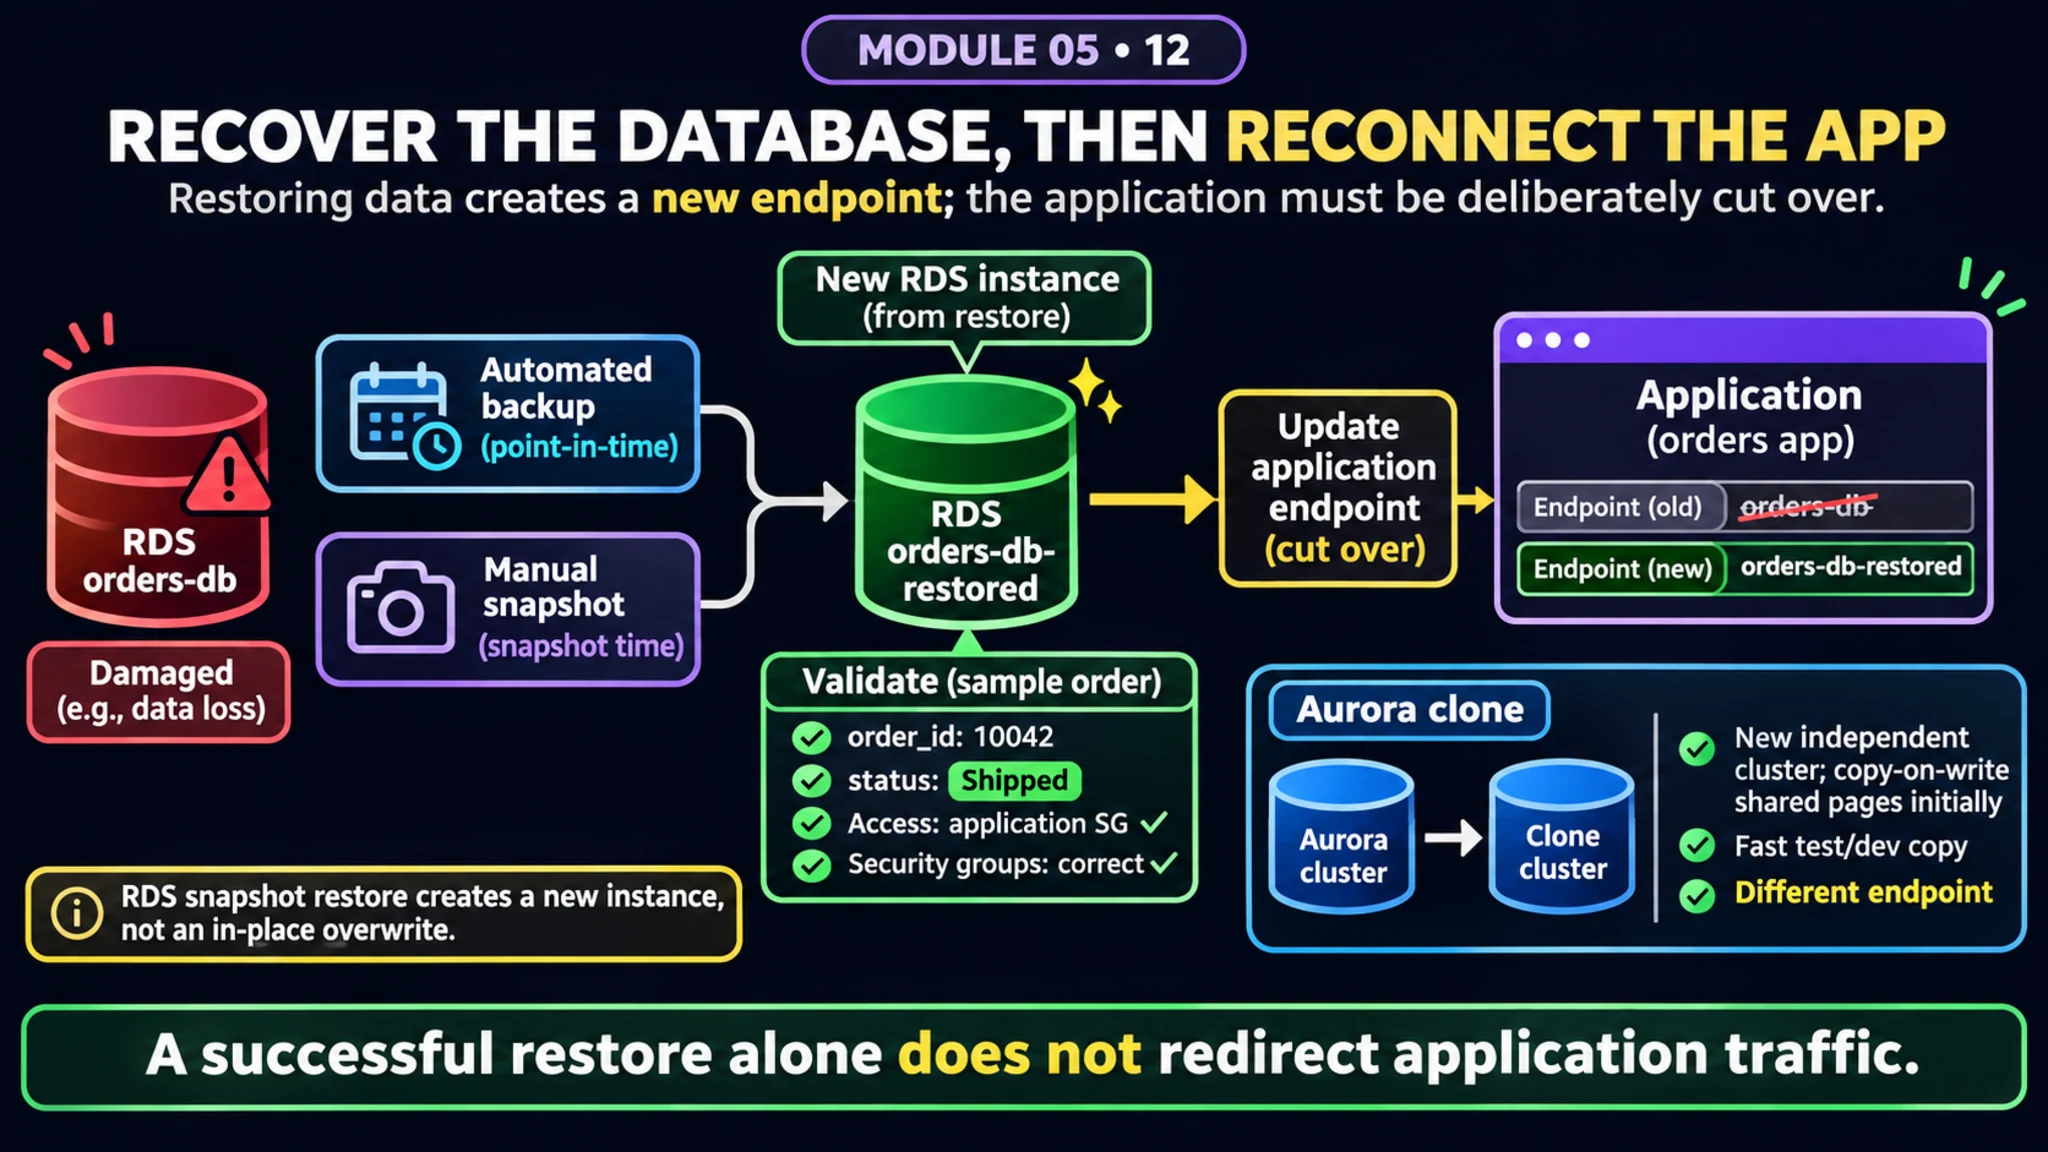 MODULE 05 • 12
RECOVER THE DATABASE, THEN RECONNECT THE APP
Restoring data creates a new endpoint; the application must be deliberately cut over.
RDS
orders-db
Damaged
(e.g., data loss)
Automated
backup
(point-in-time)
Manual
snapshot
(snapshot time)
New RDS instance
(from restore)
RDS
orders-db-
restored
Validate (sample order)
order_id: 10042
status: Shipped
Access: application SG
Security groups: correct
Update
application
endpoint
(cut over)
Application
(orders app)
Endpoint (old) orders-db
Endpoint (new) orders-db-restored
Aurora clone
Aurora
cluster
Clone
cluster
New independent
cluster; copy-on-write
shared pages initially
Fast test/dev copy
Different endpoint
RDS snapshot restore creates a new instance,
not an in-place overwrite.
A successful restore alone does not redirect application traffic.